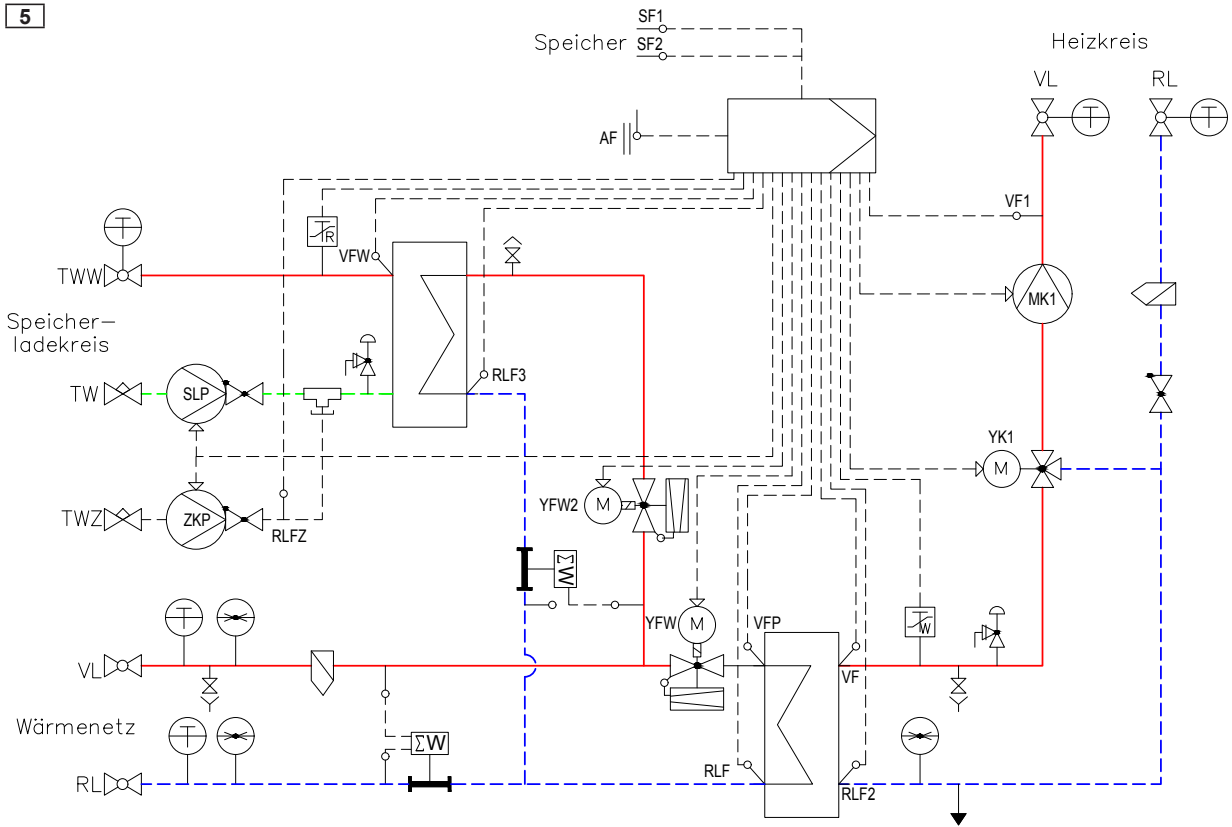 5
SF1
Speicher
SF2
Heizkreis
VL
RL
T
T
AF
VF1
T
R
VFW
TWW
MK1
Speicher-
ladekreis
TW
SLP
RLF3
YK1
M
YFW2
M
TWZ
ZKP
RLFZ
ΣW
YFW
M
VFP
W
T
VL
VF
Wärmenetz
T
ΣW
RL
RLF
RLF2